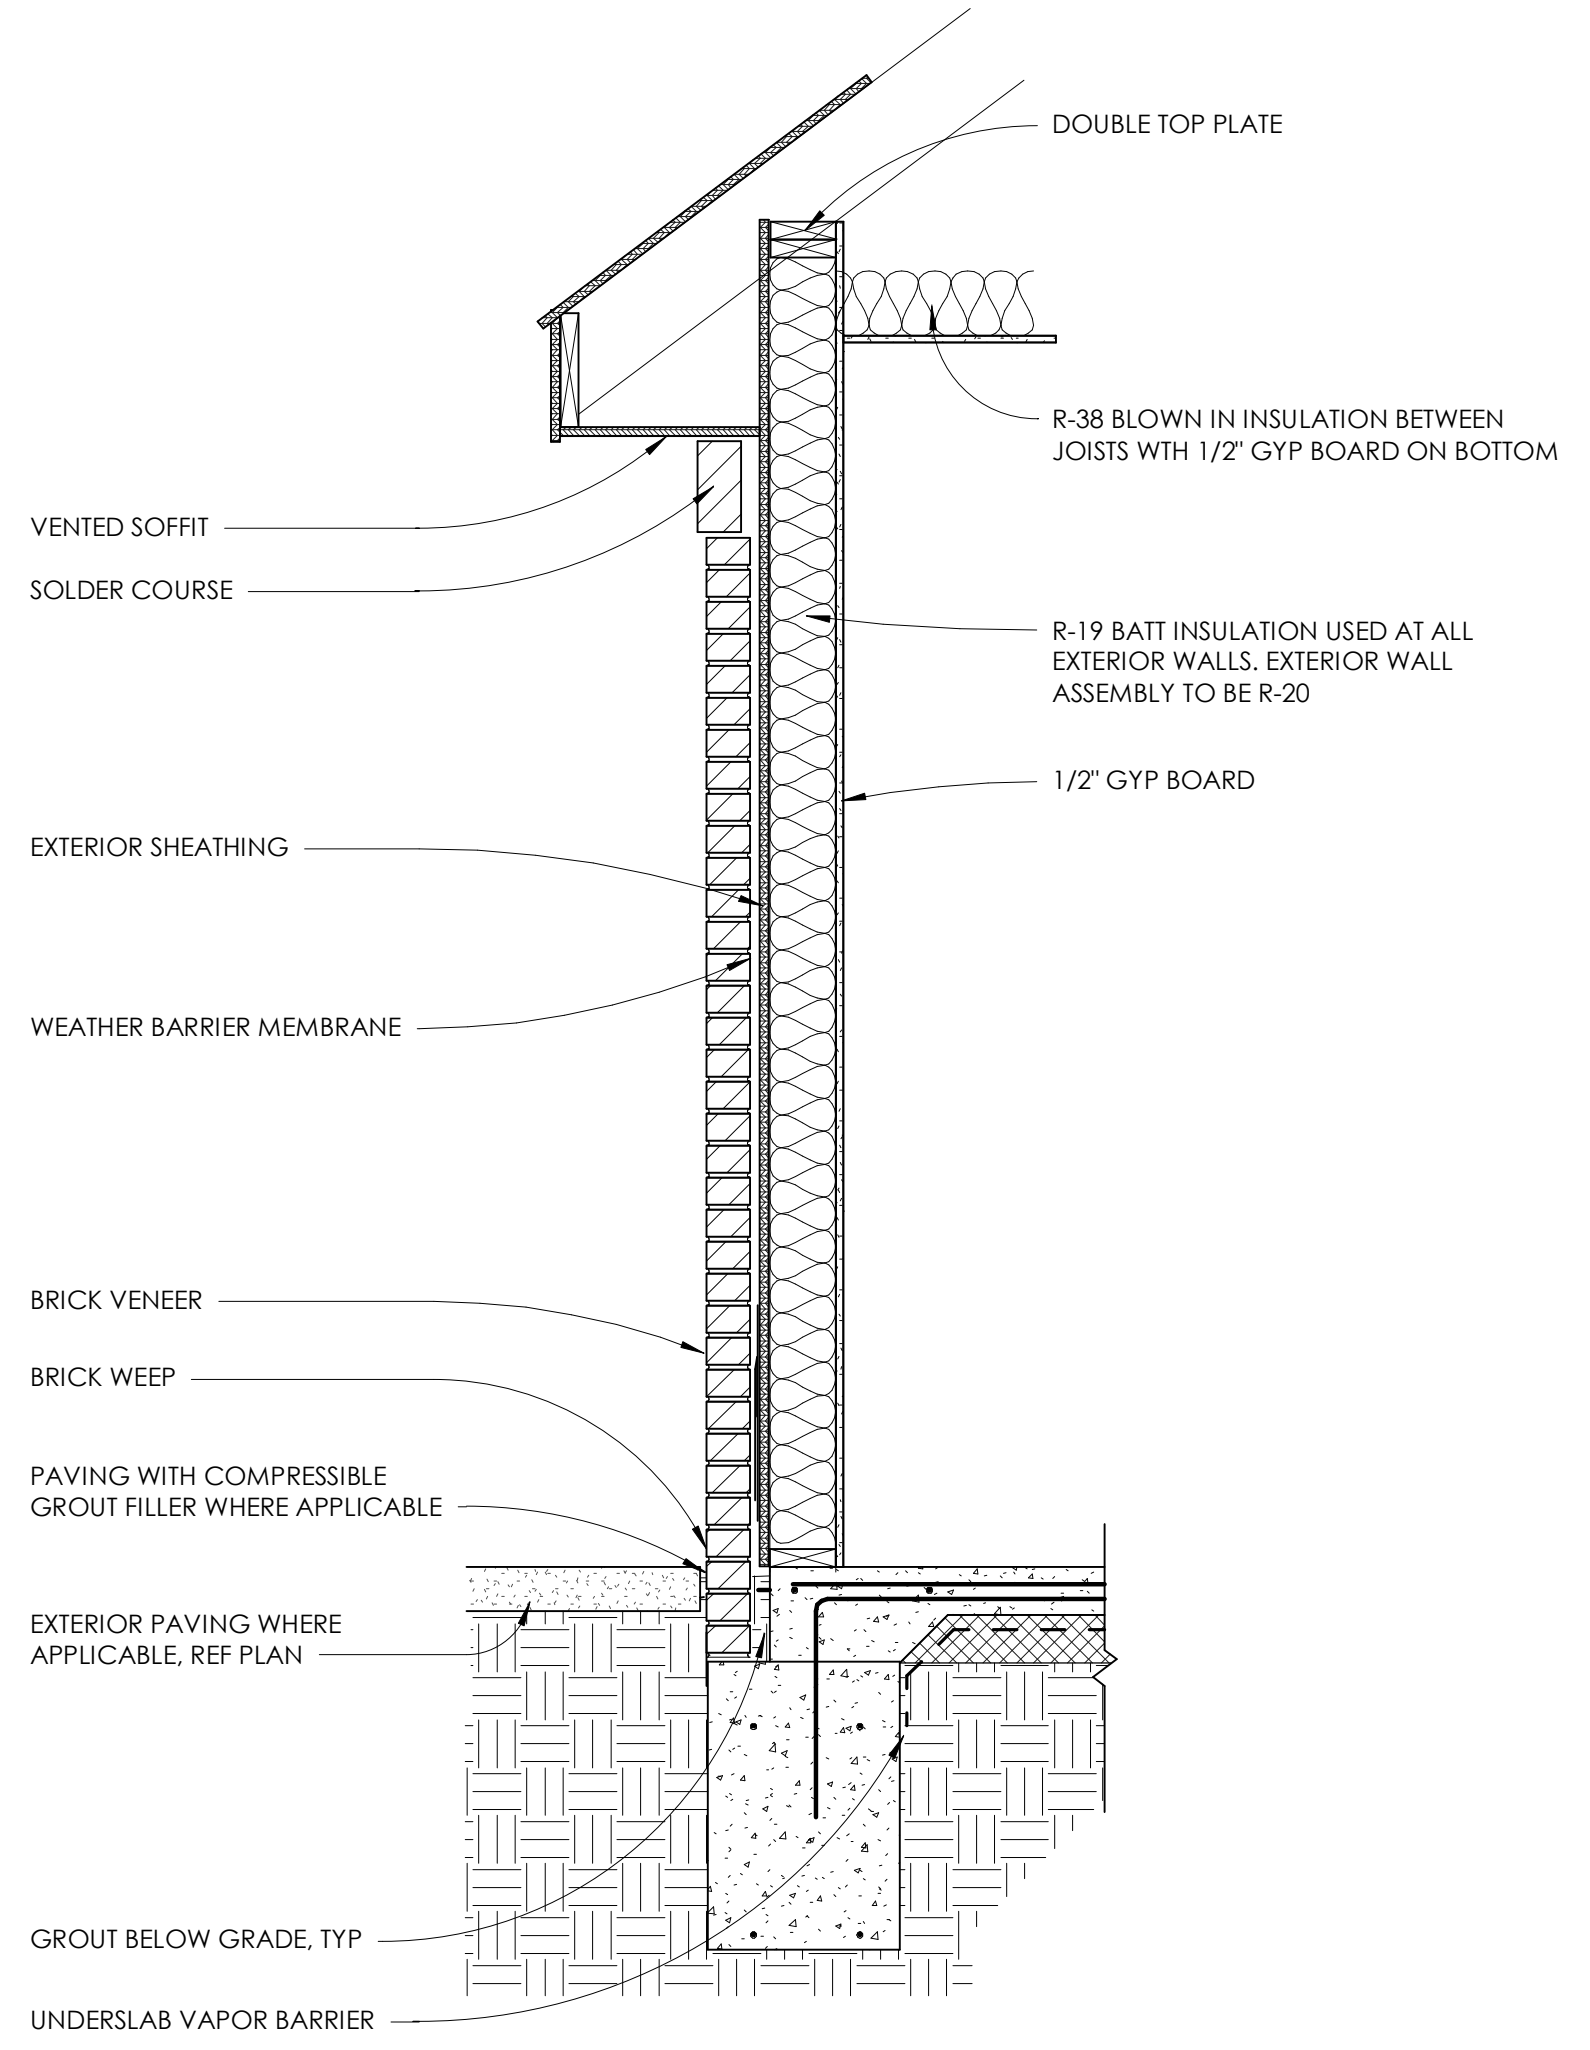 DOUBLE TOP PLATE
R-38 BLOWN IN INSULATION BETWEEN
JOISTS WTH 1/2" GYP BOARD ON BOTTOM
VENTED SOFFIT
SOLDER COURSE
R-19 BATT INSULATION USED AT ALL
EXTERIOR WALLS. EXTERIOR WALL
ASSEMBLY TO BE R-20
1/2" GYP BOARD
EXTERIOR SHEATHING
WEATHER BARRIER MEMBRANE
BRICK VENEER
BRICK WEEP
PAVING WITH COMPRESSIBLE
GROUT FILLER WHERE APPLICABLE
EXTERIOR PAVING WHERE
APPLICABLE, REF PLAN
GROUT BELOW GRADE, TYP
UNDERSLAB VAPOR BARRIER